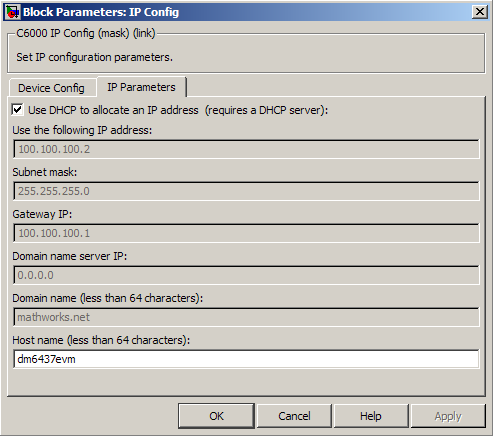 Block Parameters: IP Config
C6000 IP Config (mask) (link)
Set IP configuration parameters.
Device Config IP Parameters
Use DHCP to allocate an IP address (requires a DHCP server):
Use the following IP address:
100.100.100.2
Subnet mask:
255.255.255.0
Gateway IP:
100.100.100.1
Domain name server IP:
0.0.0.0
Domain name (less than 64 characters):
mathworks.net
Host name (less than 64 characters):
dm6437evm
OK Cancel Help Apply